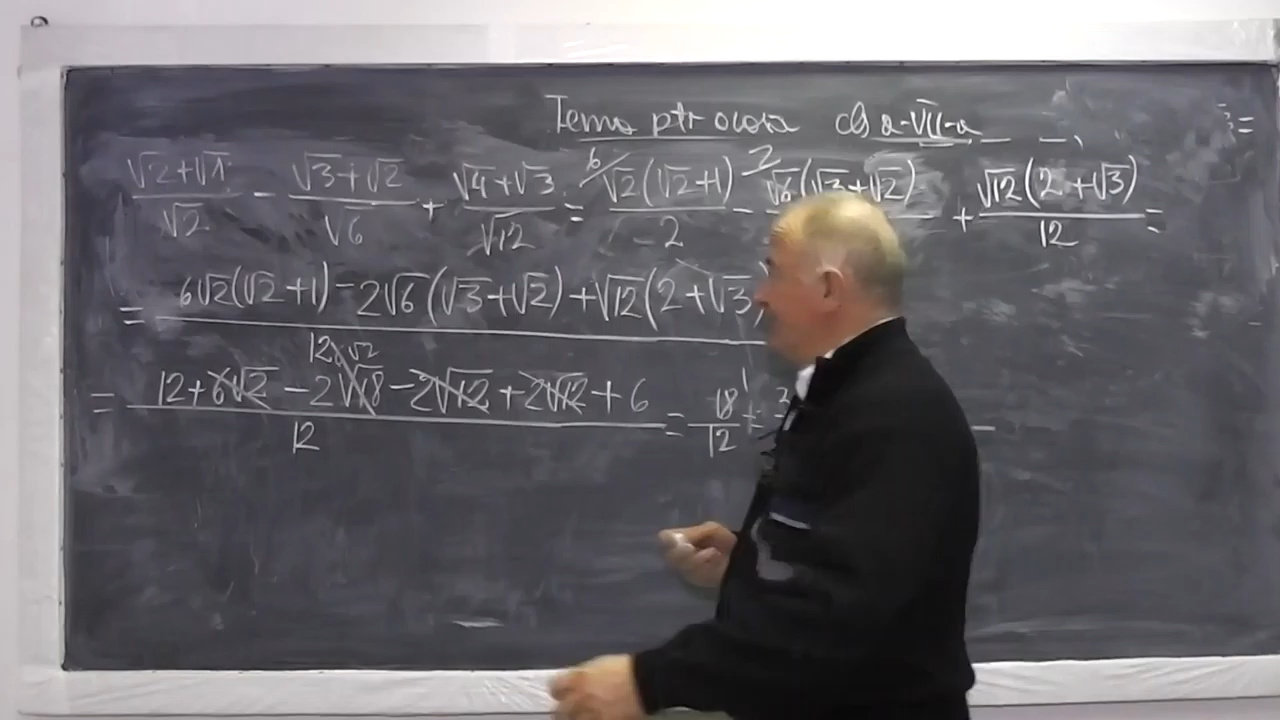 Tema ptr acasa cls a-VII-a
(√2+√1)/√2 - (√3+√2)/√6 + (√4+√3)/√12 = 6/ √2(√2+1)/2 - 2 √6(√3+√2) + √12(2+√3)/12 =
= 6√2(√2+1) - 2√6(√3+√2) + √12(2+√3
12
= (12+6√2 - 2√18 - 2√12 + 2√12 + 6)/12 = 18/12 = 3